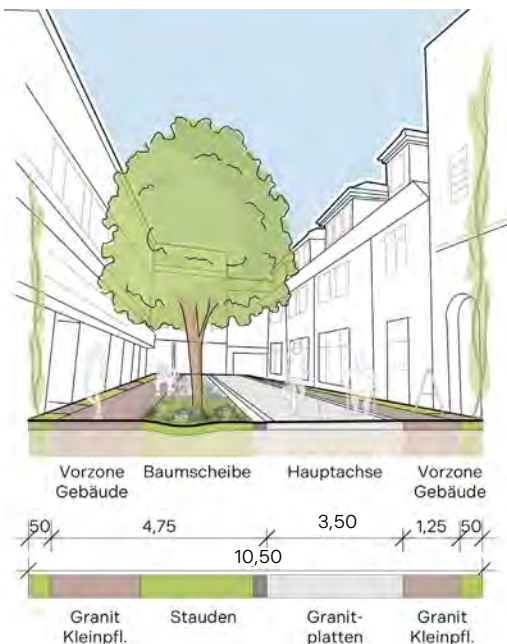 Vorzone Baumscheibe Hauptachse Vorzone
Gebäude Gebäude
50 4,75 3,50 1,25 50
10,50
Granit Stauden Granit- Granit
Kleinpfl. platten Kleinpfl.